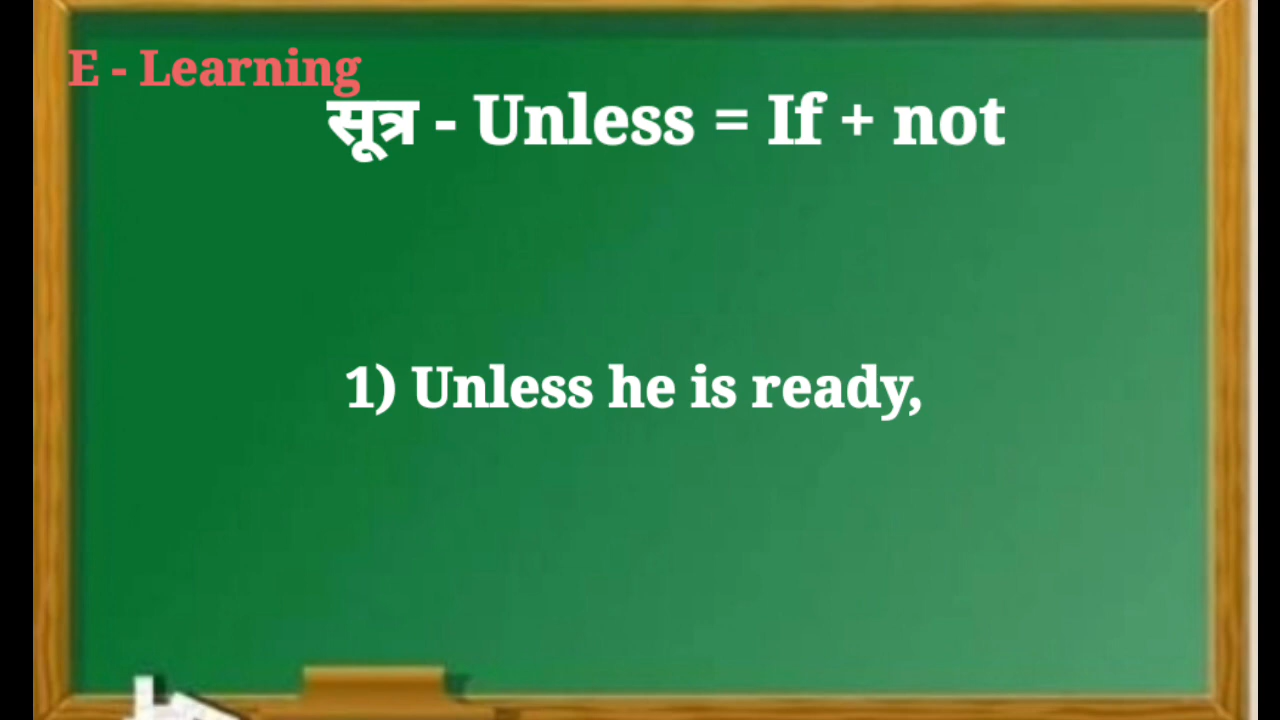 E - Learning
सूत्र - Unless = If + not
1) Unless he is ready,